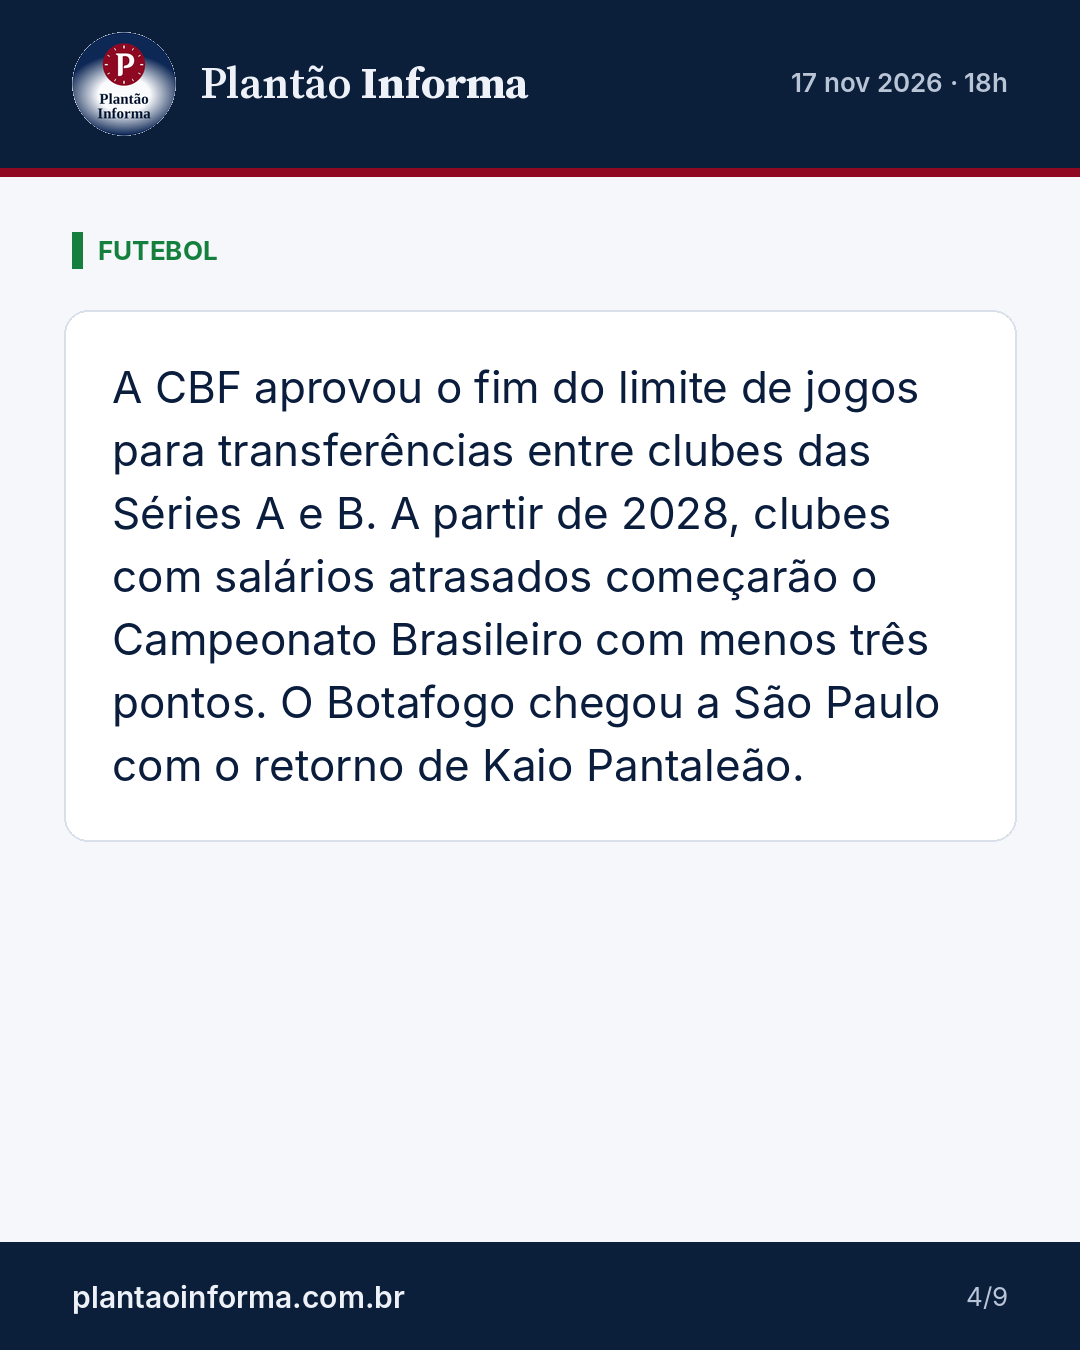 P
Plantão
Informa
Plantão Informa
17 nov 2026 · 18h
FUTEBOL
A CBF aprovou o fim do limite de jogos
para transferências entre clubes das
Séries A e B. A partir de 2028, clubes
com salários atrasados começarão o
Campeonato Brasileiro com menos três
pontos. O Botafogo chegou a São Paulo
com o retorno de Kaio Pantaleão.
plantaoinforma.com.br
4/9